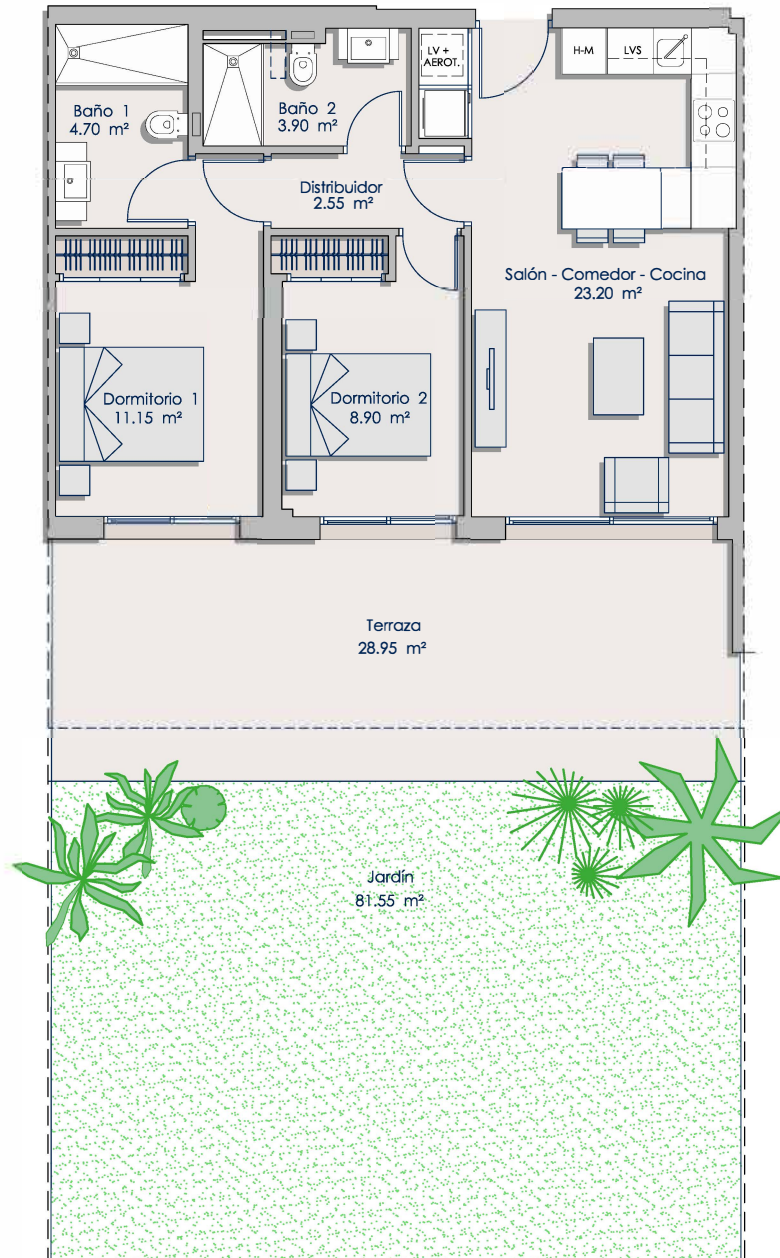 LV +
AEROT.
H-M
LVS
Baño 1
4.70 m²
Baño 2
3.90 m²
Distribuidor
2.55 m²
Salón - Comedor - Cocina
23.20 m²
Dormitorio 1
11.15 m²
Dormitorio 2
8.90 m²
Terraza
28.95 m²
Jardín
81.55 m²